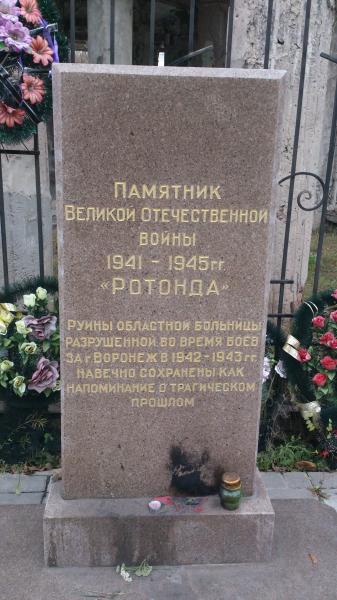 ПАМЯТНИК
ВЕЛИКОЙ ОТЕЧЕСТВЕННОЙ
ВОЙНЫ
1941 - 1945гг.
«РОТОНДА»
РУИНЫ ОБЛАСТНОЙ БОЛЬНИЦЫ
РАЗРУШЕННОЙ ВО ВРЕМЯ БОЕВ
ЗА г.ВОРОНЕЖ В 1942-1943гг.
НАВЕЧНО СОХРАНЕНЫ КАК
НАПОМИНАНИЕ О ТРАГИЧЕСКОМ
ПРОШЛОМ